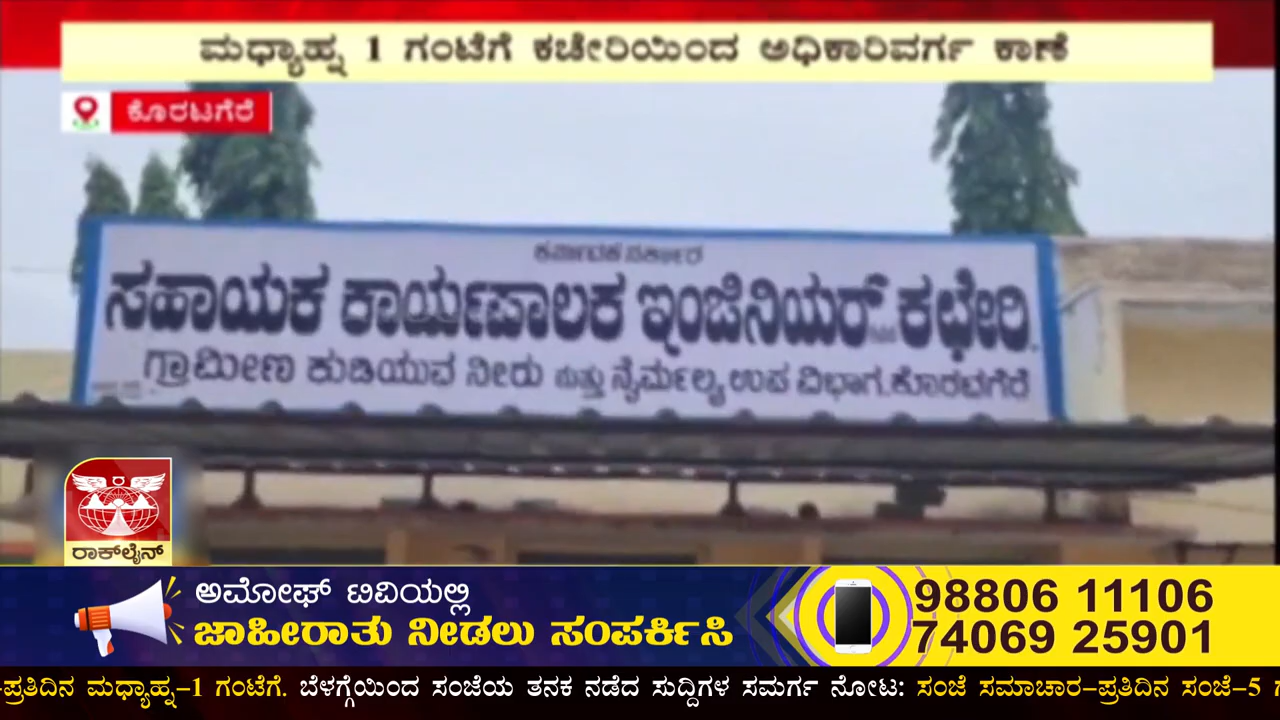 ಮಧ್ಯಾಹ್ನ 1 ಗಂಟೆಗೆ ಕಚೇರಿಯಿಂದ ಅಧಿಕಾರಿವರ್ಗ ಕಾಣೆ
ಕೊರಟಗೆರೆ
ಕರ್ನಾಟಕ ಸರ್ಕಾರ
ಸಹಾಯಕ ಕಾರ್ಯಪಾಲಕ ಇಂಜಿನಿಯರ್ ಕಛೇರಿ.
ಗ್ರಾಮೀಣ ಕುಡಿಯುವ ನೀರು ಮತ್ತು ನೈರ್ಮಲ್ಯ ಉಪ ವಿಭಾಗ.ಕೊರಟಗೆರೆ
ರಾಕ್‌ಲೈನ್
ಅಮೋಘ್ ಟಿವಿಯಲ್ಲಿ
ಜಾಹೀರಾತು ನೀಡಲು ಸಂಪರ್ಕಿಸಿ
98806 11106
74069 25901
-ಪ್ರತಿದಿನ ಮಧ್ಯಾಹ್ನ-1 ಗಂಟೆಗೆ. ಬೆಳಗ್ಗೆಯಿಂದ ಸಂಜೆಯ ತನಕ ನಡೆದ ಸುದ್ದಿಗಳ ಸಮರ್ಗ ನೋಟ: ಸಂಜೆ ಸಮಾಚಾರ-ಪ್ರತಿದಿನ ಸಂಜೆ-5